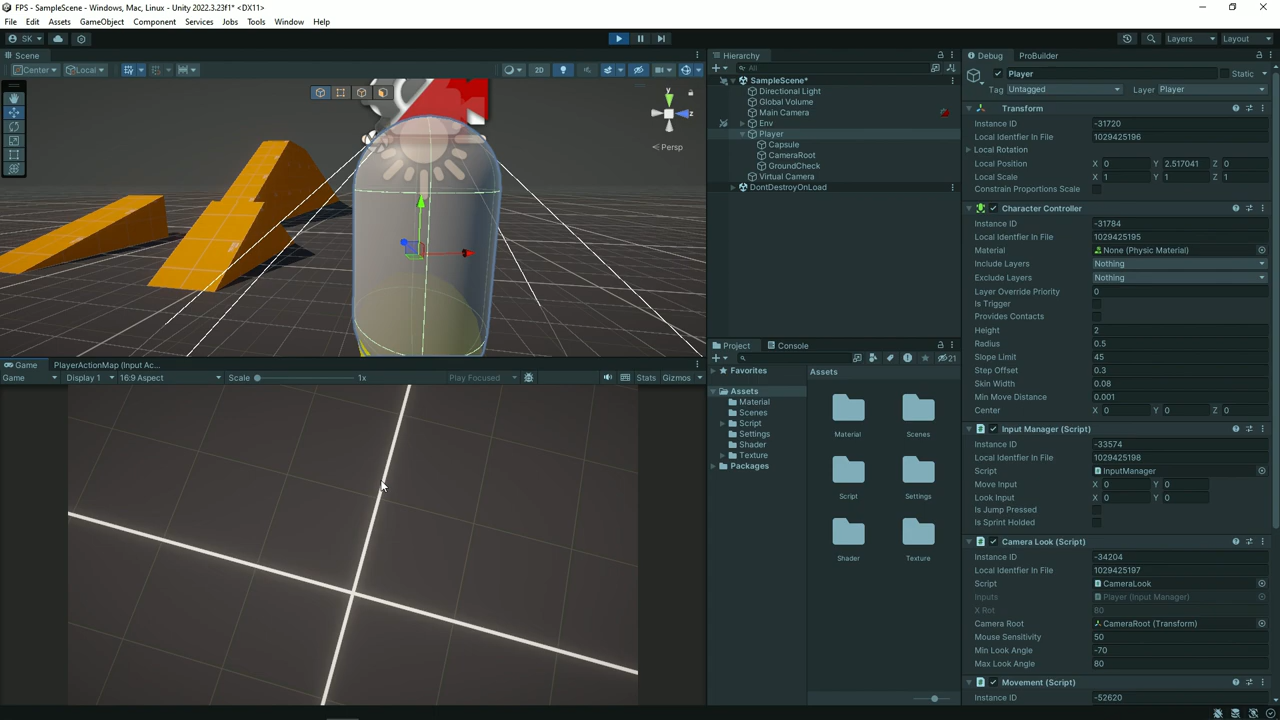 FPS - SampleScene - Windows, Mac, Linux - Unity 2022.3.23f1* <DX11>
File Edit Assets GameObject Component Services Jobs Tools Window Help
SK
Layers Layout
Scene
Center Local
2D
Persp
y
z
Game PlayerActionMap (Input Ac...
Game Display 1 16:9 Aspect Scale 1x Play Focused Stats Gizmos
Hierarchy
All
SampleScene*
Directional Light
Global Volume
Main Camera
Env
Player
Capsule
CameraRoot
GroundCheck
Virtual Camera
DontDestroyOnLoad
Project Console
21
Favorites
Assets
Material
Scenes
Script
Settings
Shader
Texture
Packages
Assets
Material Scenes
Script Settings
Shader Texture
Debug ProBuilder
Player Static
Tag Untagged Layer Player
Transform
Instance ID -31720
Local Identfier In File 1029425196
Local Rotation
Local Position X 0 Y 2.517041 Z 0
Local Scale X 1 Y 1 Z 1
Constrain Proportions Scale
Character Controller
Instance ID -31784
Local Identfier In File 1029425195
Material None (Physic Material)
Include Layers Nothing
Exclude Layers Nothing
Layer Override Priority 0
Is Trigger
Provides Contacts
Height 2
Radius 0.5
Slope Limit 45
Step Offset 0.3
Skin Width 0.08
Min Move Distance 0.001
Center X 0 Y 0 Z 0
Input Manager (Script)
Instance ID -33574
Local Identfier In File 1029425198
Script InputManager
Move Input X 0 Y 0
Look Input X 0 Y 0
Is Jump Pressed
Is Sprint Holded
Camera Look (Script)
Instance ID -34204
Local Identfier In File 1029425197
Script CameraLook
Inputs Player (Input Manager)
X Rot 80
Camera Root CameraRoot (Transform)
Mouse Sensitivity 50
Min Look Angle -70
Max Look Angle 80
Movement (Script)
Instance ID -52620